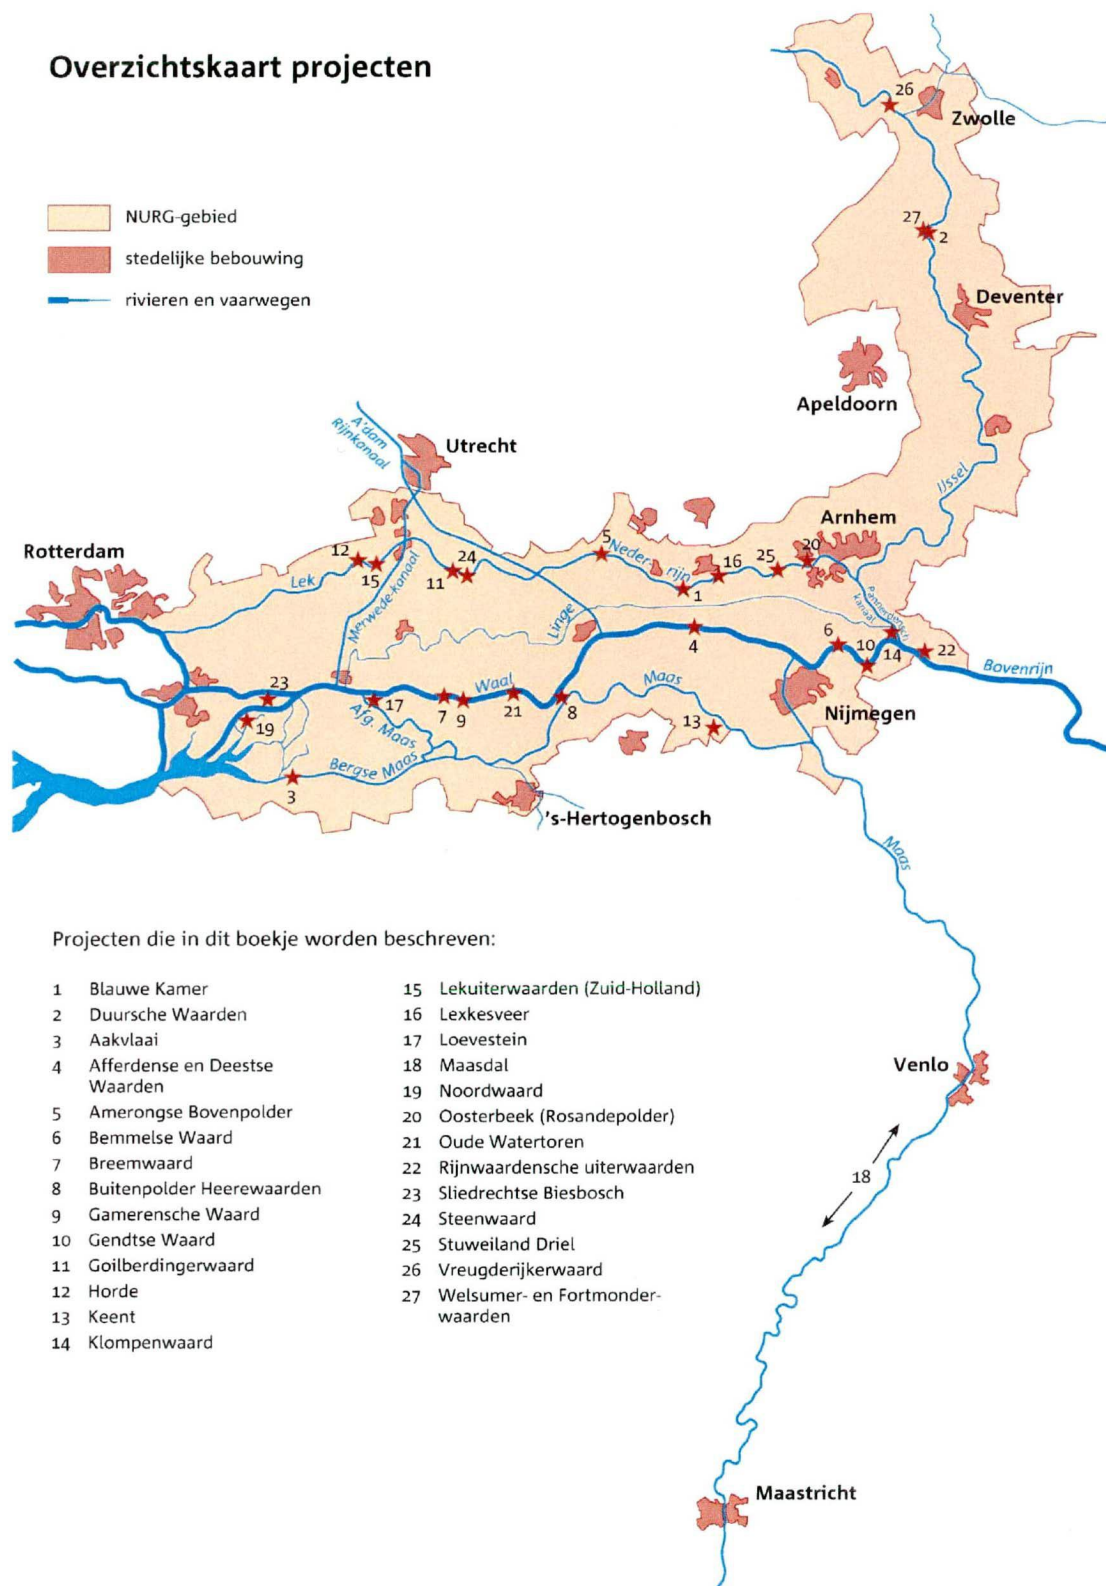 Overzichtskaart projecten
NURG-gebied
stedelijke bebouwing
rivieren en vaarwegen
26
Zwolle
27
2
Deventer
Apeldoorn
A'dam
Rijnkanaal
Utrecht
IJssel
Arnhem
Rotterdam
12
15
Lek
11
24
5
Neder-rijn
1
16
25
20
Merwede-kanaal
Linge
Pannerdensch
kanaal
4
6
10
14
22
Bovenrijn
23
19
17
Afg. Maas
7
9
Waal
21
8
Maas
13
Nijmegen
Bergse Maas
3
's-Hertogenbosch
Maas
Venlo
18
Maastricht
Projecten die in dit boekje worden beschreven:
1 Blauwe Kamer
2 Duursche Waarden
3 Aakvlaai
4 Afferdense en Deestse
Waarden
5 Amerongse Bovenpolder
6 Bemmelse Waard
7 Breemwaard
8 Buitenpolder Heerewaarden
9 Gamerensche Waard
10 Gendtse Waard
11 Goilberdingerwaard
12 Horde
13 Keent
14 Klompenwaard
15 Lekuiterwaarden (Zuid-Holland)
16 Lexkesveer
17 Loevestein
18 Maasdal
19 Noordwaard
20 Oosterbeek (Rosandepolder)
21 Oude Watertoren
22 Rijnwaardensche uiterwaarden
23 Sliedrechtse Biesbosch
24 Steenwaard
25 Stuweiland Driel
26 Vreugderijkerwaard
27 Welsumer- en Fortmonder-
waarden